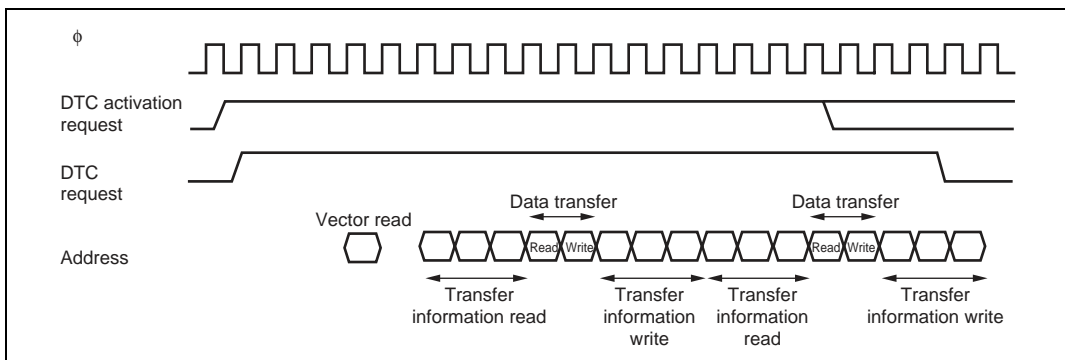 φ
DTC activation
request
DTC
request
Data transfer
Data transfer
Vector read
Address
Read
Write
Read
Write
Transfer
information read
Transfer
information
write
Transfer
information
read
Transfer
information write